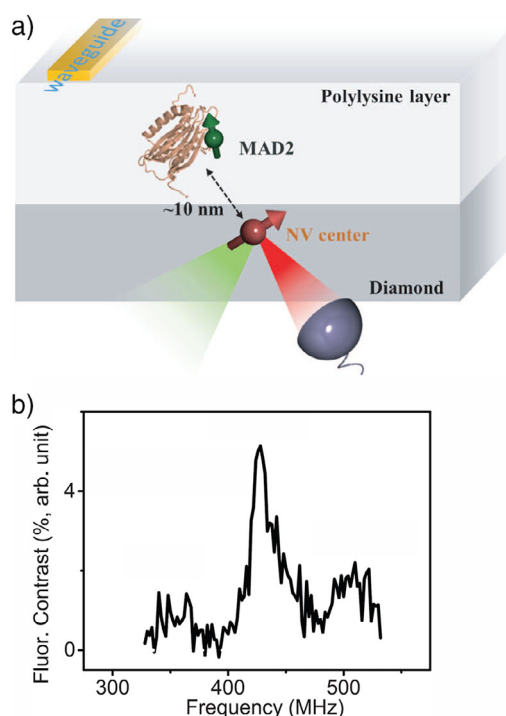 a)
waveguide
Polylysine layer
MAD2
~10 nm
NV center
Diamond
b)
Fluor. Contrast (%, arb. unit)
4
0
300
400
500
Frequency (MHz)